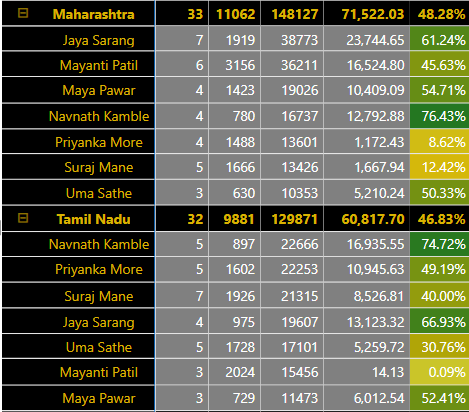 Maharashtra 33 11062 148127 71,522.03 48.28%
Jaya Sarang 7 1919 38773 23,744.65 61.24%
Mayanti Patil 6 3156 36211 16,524.80 45.63%
Maya Pawar 4 1423 19026 10,409.09 54.71%
Navnath Kamble 4 780 16737 12,792.88 76.43%
Priyanka More 4 1488 13601 1,172.43 8.62%
Suraj Mane 5 1666 13426 1,667.94 12.42%
Uma Sathe 3 630 10353 5,210.24 50.33%
Tamil Nadu 32 9881 129871 60,817.70 46.83%
Navnath Kamble 5 897 22666 16,935.55 74.72%
Priyanka More 5 1602 22253 10,945.63 49.19%
Suraj Mane 7 1926 21315 8,526.81 40.00%
Jaya Sarang 4 975 19607 13,123.32 66.93%
Uma Sathe 5 1728 17101 5,259.72 30.76%
Mayanti Patil 3 2024 15456 14.13 0.09%
Maya Pawar 3 729 11473 6,012.54 52.41%